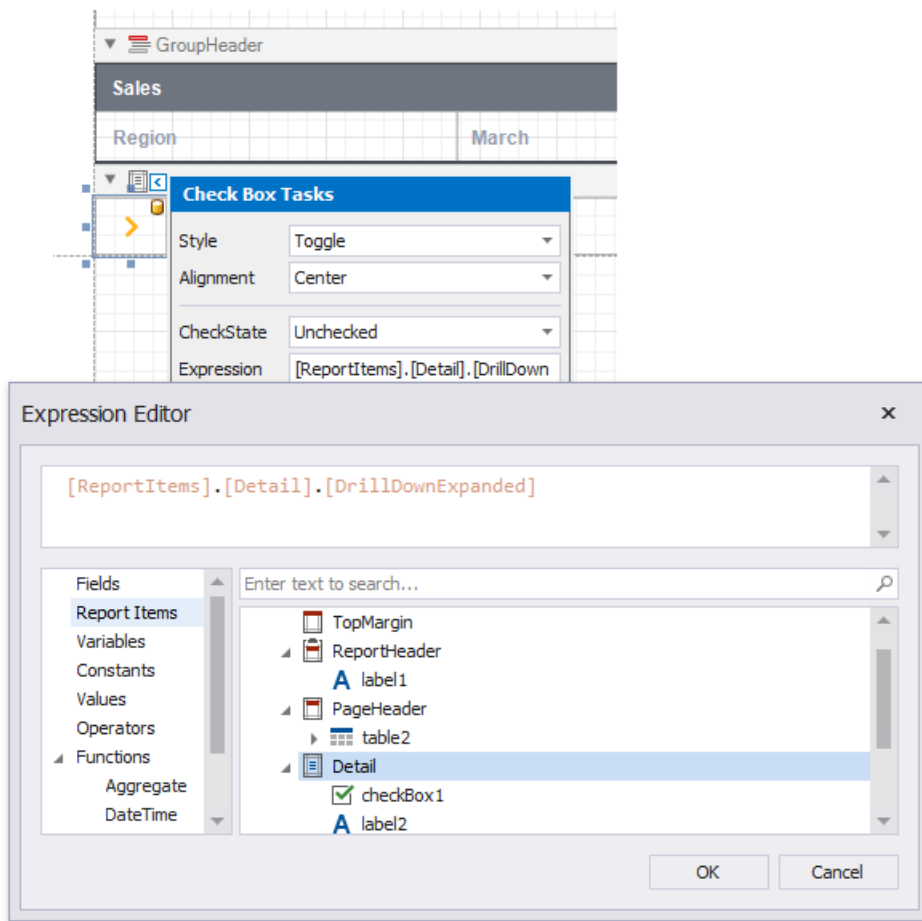 GroupHeader
Sales
Region March
Check Box Tasks
Style Toggle
Alignment Center
CheckState Unchecked
Expression [ReportItems].[Detail].[DrillDown
Expression Editor
[ReportItems].[Detail].[DrillDownExpanded]
Fields
Report Items
Variables
Constants
Values
Operators
Functions
Aggregate
DateTime
Enter text to search...
TopMargin
ReportHeader
label1
PageHeader
table2
Detail
checkBox1
label2
OK Cancel